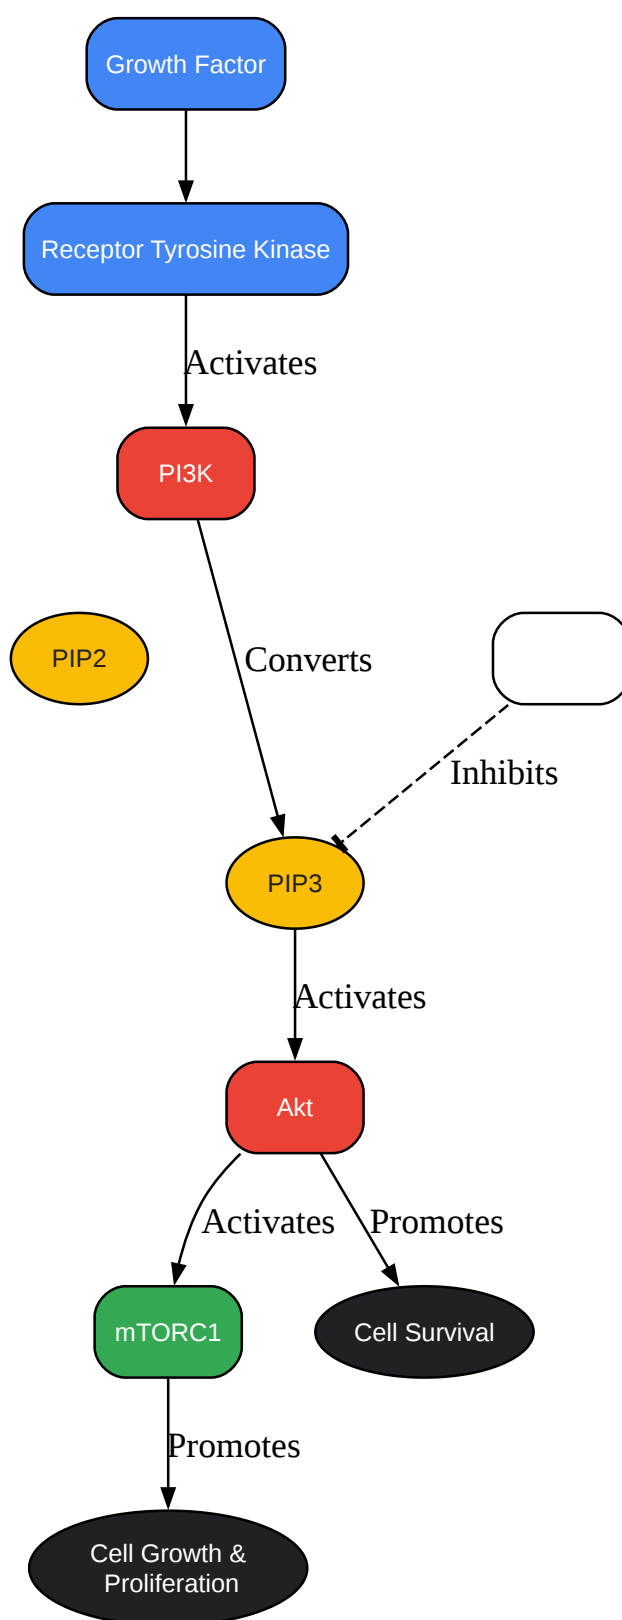 Growth Factor
Receptor Tyrosine Kinase
Activates
PI3K
PIP2
Converts
Inhibits
PIP3
Activates
Akt
Activates
Promotes
mTORC1
Cell Survival
Promotes
Cell Growth &
Proliferation